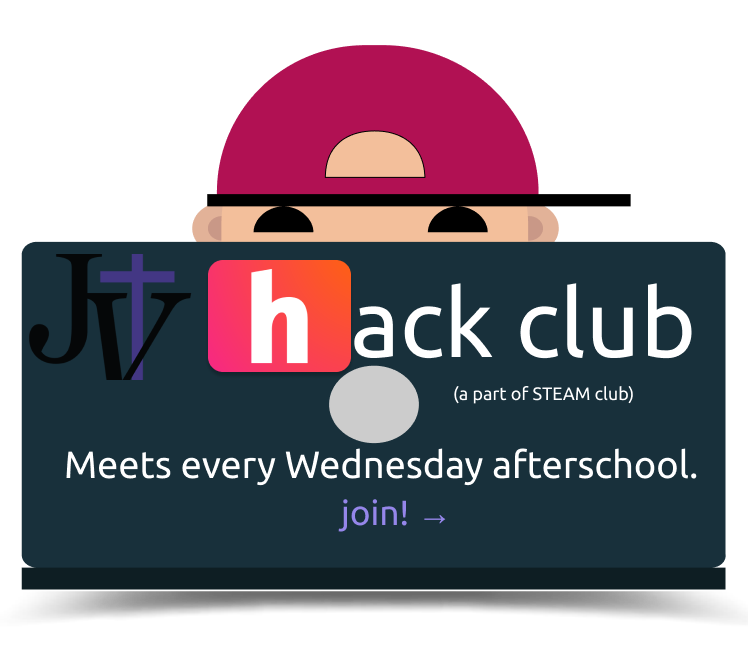 JV hack club
(a part of STEAM club)
Meets every Wednesday afterschool.
join! →